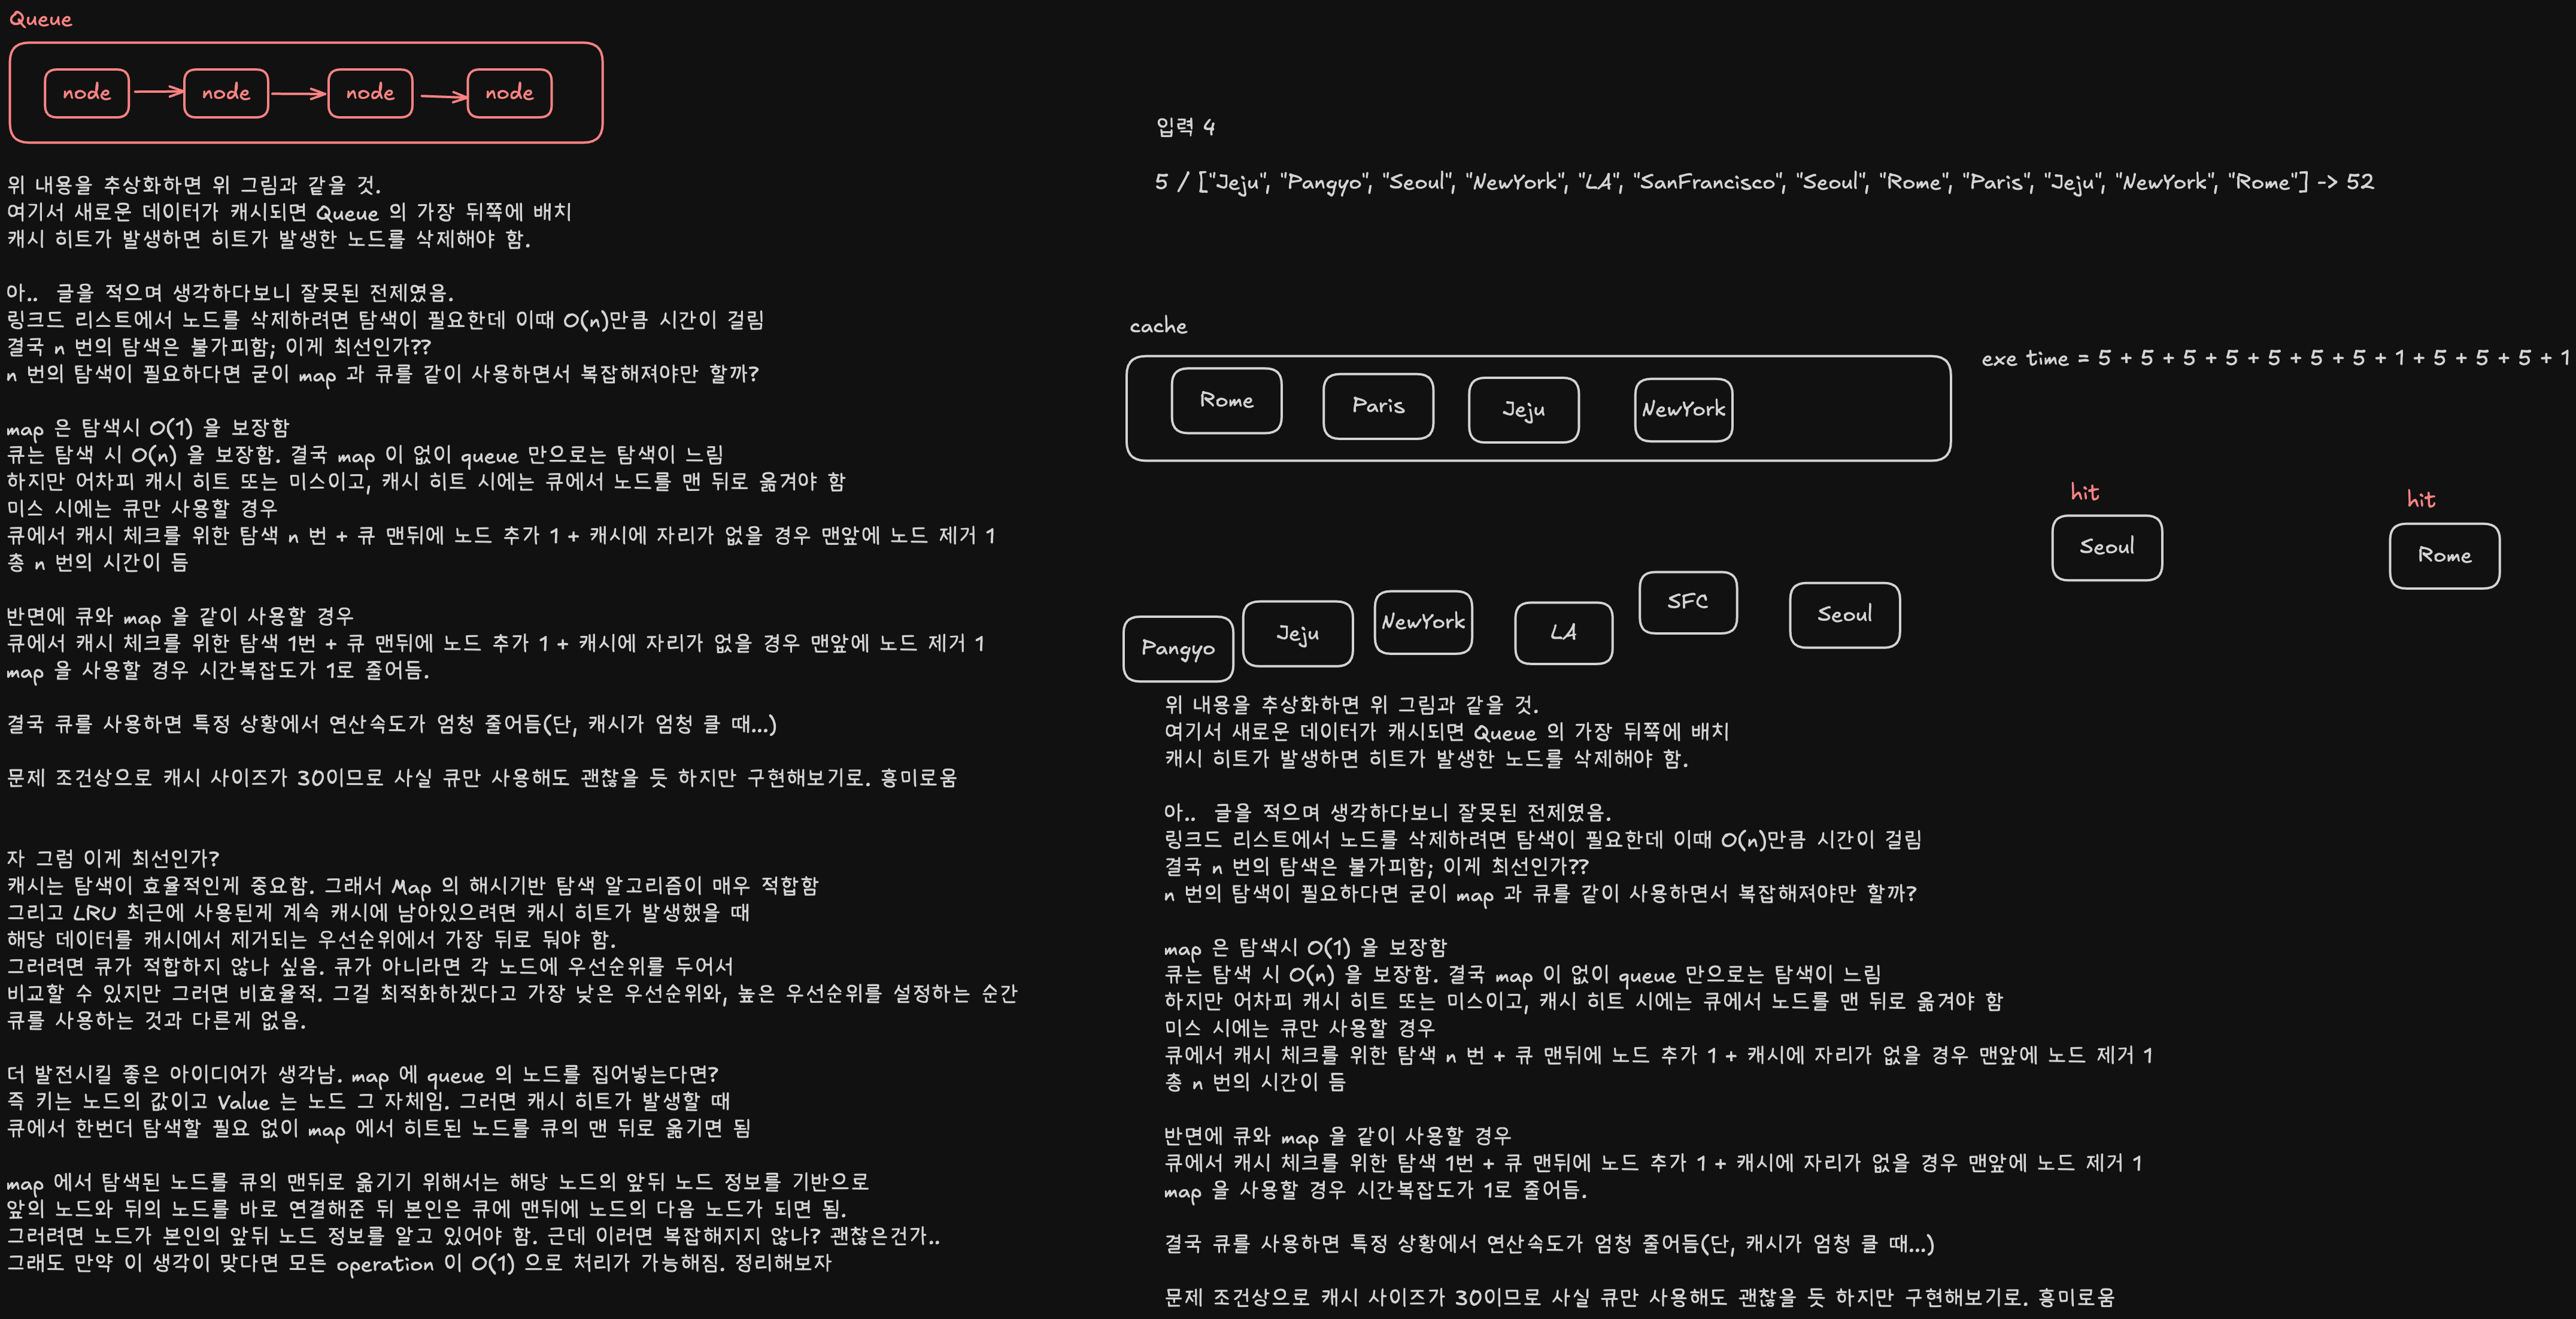 Queue
node
node
node
node
위 내용을 추상화하면 위 그림과 같을 것.
여기서 새로운 데이터가 캐시되면 Queue 의 가장 뒤쪽에 배치
캐시 히트가 발생하면 히트가 발생한 노드를 삭제해야 함.
아.. 글을 적으며 생각하다보니 잘못된 전제였음.
링크드 리스트에서 노드를 삭제하려면 탐색이 필요한데 이때 O(n)만큼 시간이 걸림
결국 n 번의 탐색은 불가피함; 이게 최선인가??
n 번의 탐색이 필요하다면 굳이 map 과 큐를 같이 사용하면서 복잡해져야만 할까?
map 은 탐색시 O(1) 을 보장함
큐는 탐색 시 O(n) 을 보장함. 결국 map 이 없이 queue 만으로는 탐색이 느림
하지만 어차피 캐시 히트 또는 미스이고, 캐시 히트 시에는 큐에서 노드를 맨 뒤로 옮겨야 함
미스 시에는 큐만 사용할 경우
큐에서 캐시 체크를 위한 탐색 n 번 + 큐 맨뒤에 노드 추가 1 + 캐시에 자리가 없을 경우 맨앞에 노드 제거 1
총 n 번의 시간이 듬
반면에 큐와 map 을 같이 사용할 경우
큐에서 캐시 체크를 위한 탐색 1번 + 큐 맨뒤에 노드 추가 1 + 캐시에 자리가 없을 경우 맨앞에 노드 제거 1
map 을 사용할 경우 시간복잡도가 1로 줄어듬.
결국 큐를 사용하면 특정 상황에서 연산속도가 엄청 줄어듬(단, 캐시가 엄청 클 때...)
문제 조건상으로 캐시 사이즈가 30이므로 사실 큐만 사용해도 괜찮을 듯 하지만 구현해보기로. 흥미로움
자 그럼 이게 최선인가?
캐시는 탐색이 효율적인게 중요함. 그래서 Map 의 해시기반 탐색 알고리즘이 매우 적합함
그리고 LRU 최근에 사용된게 계속 캐시에 남아있으려면 캐시 히트가 발생했을 때
해당 데이터를 캐시에서 제거되는 우선순위에서 가장 뒤로 둬야 함.
그러려면 큐가 적합하지 않나 싶음. 큐가 아니라면 각 노드에 우선순위를 두어서
비교할 수 있지만 그러면 비효율적. 그걸 최적화하겠다고 가장 낮은 우선순위와, 높은 우선순위를 설정하는 순간
큐를 사용하는 것과 다른게 없음.
더 발전시킬 좋은 아이디어가 생각남. map 에 queue 의 노드를 집어넣는다면?
즉 키는 노드의 값이고 Value 는 노드 그 자체임. 그러면 캐시 히트가 발생할 때
큐에서 한번더 탐색할 필요 없이 map 에서 히트된 노드를 큐의 맨 뒤로 옮기면 됨
map 에서 탐색된 노드를 큐의 맨뒤로 옮기기 위해서는 해당 노드의 앞뒤 노드 정보를 기반으로
앞의 노드와 뒤의 노드를 바로 연결해준 뒤 본인은 큐에 맨뒤에 노드의 다음 노드가 되면 됨.
그러려면 노드가 본인의 앞뒤 노드 정보를 알고 있어야 함. 근데 이러면 복잡해지지 않나? 괜찮은건가..
그래도 만약 이 생각이 맞다면 모든 operation 이 O(1) 으로 처리가 가능해짐. 정리해보자
입력 4
5 / ["Jeju", "Pangyo", "Seoul", "NewYork", "LA", "SanFrancisco", "Seoul", "Rome", "Paris", "Jeju", "NewYork", "Rome"] -> 52
cache
Rome
Paris
Jeju
NewYork
exe time = 5 + 5 + 5 + 5 + 5 + 5 + 5 + 1 + 5 + 5 + 5 + 1
hit
Seoul
hit
Rome
Pangyo
Jeju
NewYork
LA
SFC
Seoul
위 내용을 추상화하면 위 그림과 같을 것.
여기서 새로운 데이터가 캐시되면 Queue 의 가장 뒤쪽에 배치
캐시 히트가 발생하면 히트가 발생한 노드를 삭제해야 함.
아.. 글을 적으며 생각하다보니 잘못된 전제였음.
링크드 리스트에서 노드를 삭제하려면 탐색이 필요한데 이때 O(n)만큼 시간이 걸림
결국 n 번의 탐색은 불가피함; 이게 최선인가??
n 번의 탐색이 필요하다면 굳이 map 과 큐를 같이 사용하면서 복잡해져야만 할까?
map 은 탐색시 O(1) 을 보장함
큐는 탐색 시 O(n) 을 보장함. 결국 map 이 없이 queue 만으로는 탐색이 느림
하지만 어차피 캐시 히트 또는 미스이고, 캐시 히트 시에는 큐에서 노드를 맨 뒤로 옮겨야 함
미스 시에는 큐만 사용할 경우
큐에서 캐시 체크를 위한 탐색 n 번 + 큐 맨뒤에 노드 추가 1 + 캐시에 자리가 없을 경우 맨앞에 노드 제거 1
총 n 번의 시간이 듬
반면에 큐와 map 을 같이 사용할 경우
큐에서 캐시 체크를 위한 탐색 1번 + 큐 맨뒤에 노드 추가 1 + 캐시에 자리가 없을 경우 맨앞에 노드 제거 1
map 을 사용할 경우 시간복잡도가 1로 줄어듬.
결국 큐를 사용하면 특정 상황에서 연산속도가 엄청 줄어듬(단, 캐시가 엄청 클 때...)
문제 조건상으로 캐시 사이즈가 30이므로 사실 큐만 사용해도 괜찮을 듯 하지만 구현해보기로. 흥미로움